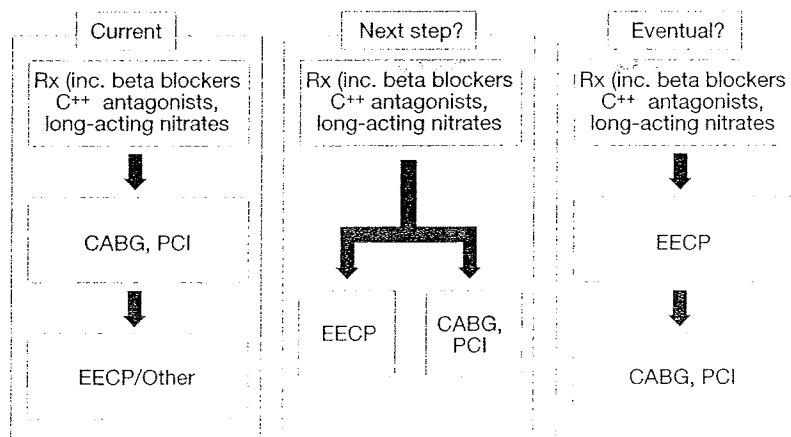 Current
Rx (inc. beta blockers
C++ antagonists,
long-acting nitrates
CABG, PCI
EECP/Other
Next step?
Rx (inc. beta blockers
C++ antagonists,
long-acting nitrates
EECP
CABG,
PCI
Eventual?
Rx (inc. beta blockers
C++ antagonists,
long-acting nitrates
EECP
CABG, PCI